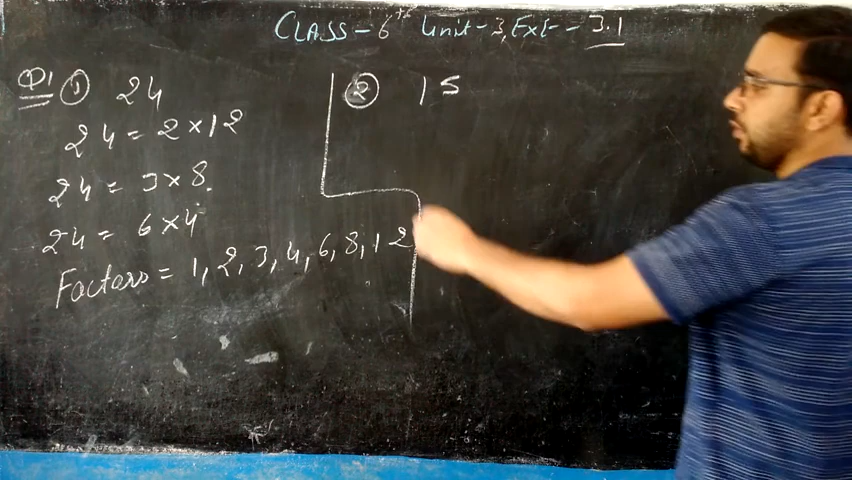 CLASS - 6th Unit - 3, EXE - 3.1
Q1 ① 24
24 = 2 × 12
24 = 3 × 8
24 = 6 × 4
Factors = 1, 2, 3, 4, 6, 8, 12
② 15